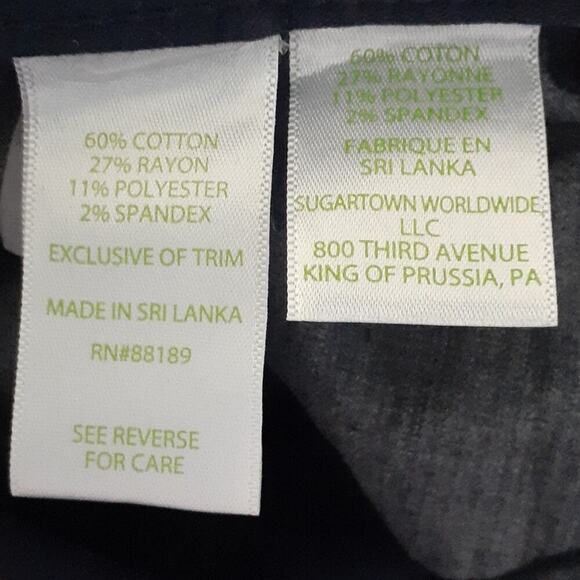 60% COTTON
27% RAYON
11% POLYESTER
2% SPANDEX
EXCLUSIVE OF TRIM
MADE IN SRI LANKA
RN#88189
SEE REVERSE
FOR CARE
60% COTON
27% RAYONNE
11% POLYESTER
2% SPANDEX
FABRIQUE EN
SRI LANKA
SUGARTOWN WORLDWIDE,
LLC
800 THIRD AVENUE
KING OF PRUSSIA, PA